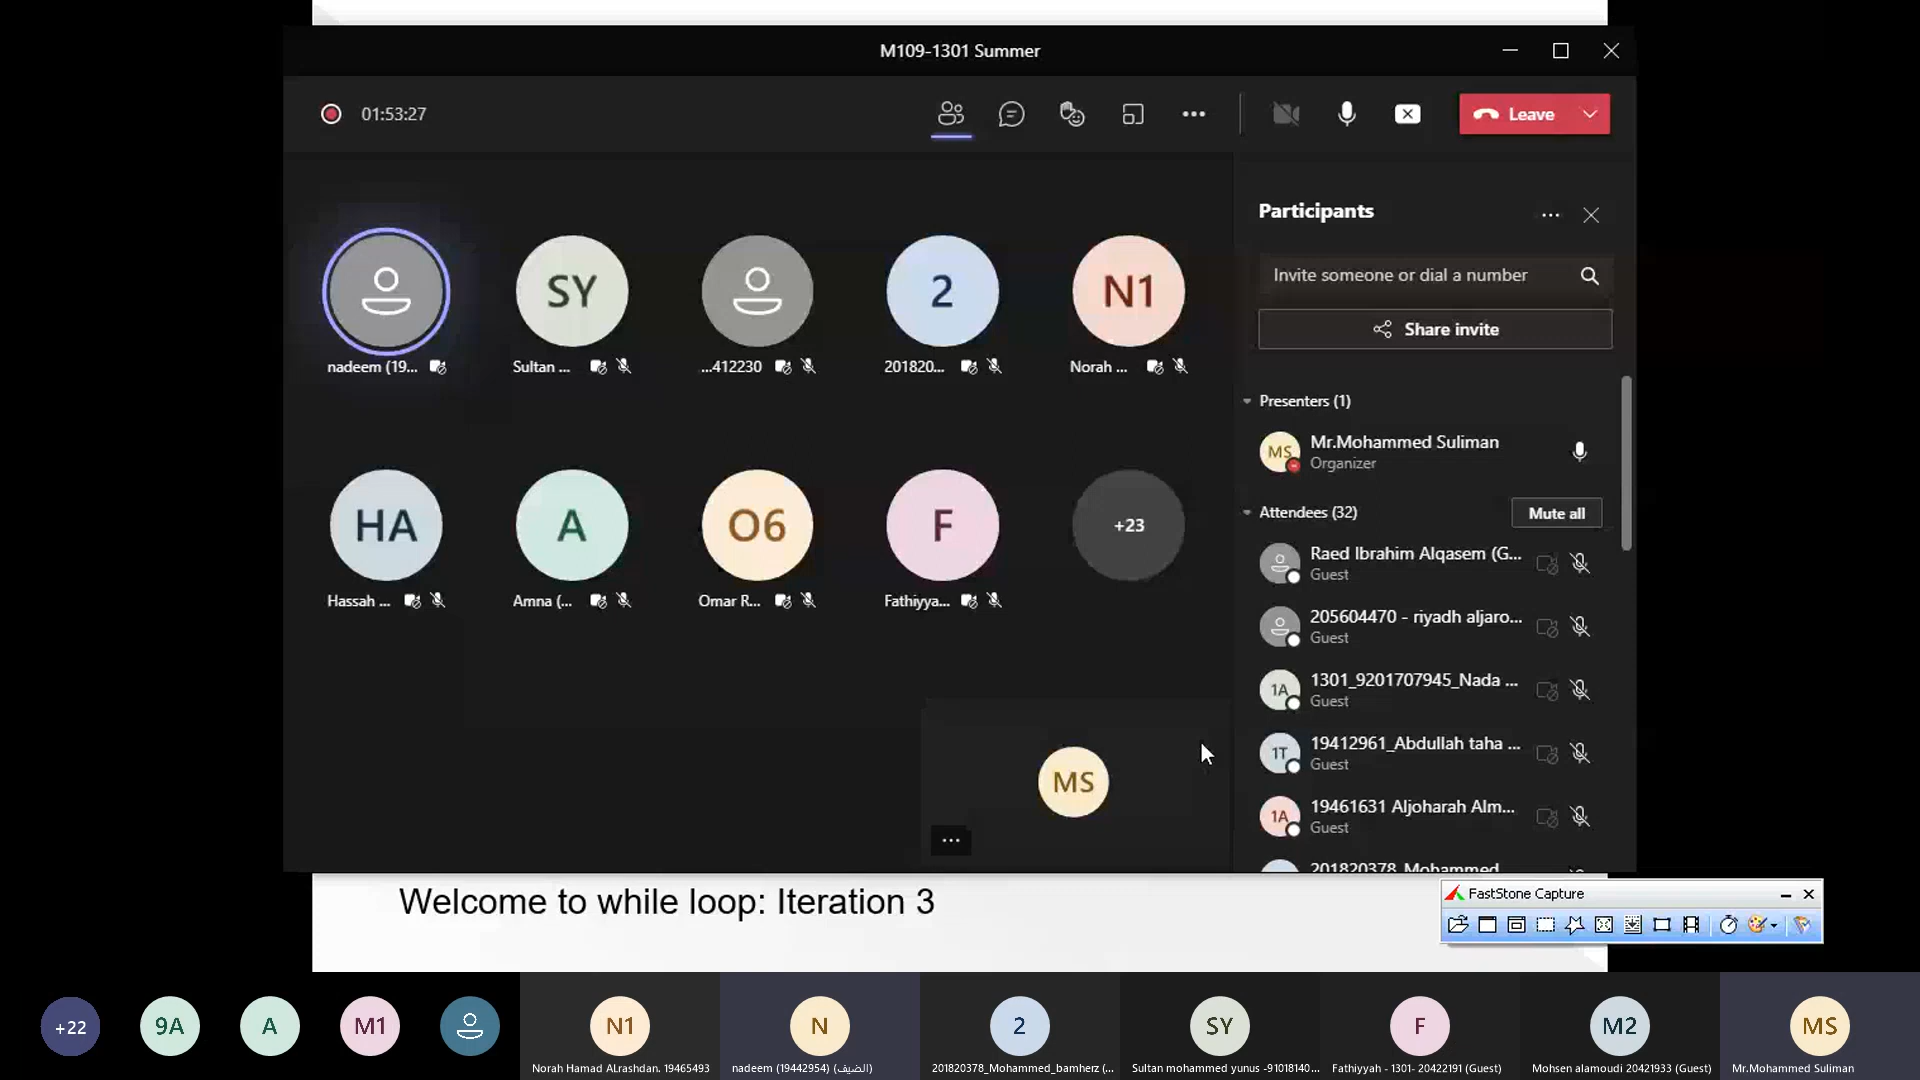 M109-1301 Summer
01:53:27
Leave
Participants
Invite someone or dial a number
Share invite
Presenters (1)
MS
Mr.Mohammed Suliman
Organizer
Attendees (32)
Mute all
Raed Ibrahim Alqasem (G...
Guest
205604470 - riyadh aljaro...
Guest
1A
1301_9201707945_Nada ...
Guest
1T
19412961_Abdullah taha ...
Guest
1A
19461631 Aljoharah Alm...
Guest
201820378_Mohammed
SY
2
N1
nadeem (19...
Sultan ...
...412230
201820...
Norah ...
HA
A
O6
F
+23
Hassah ...
Amna (...
Omar R...
Fathiyya...
MS
Welcome to while loop: Iteration 3
FastStone Capture
+22
9A
A
M1
N1
N
2
SY
F
M2
MS
Norah Hamad ALrashdan. 19465493
nadeem (19442954) (الضيف)
201820378_Mohammed_bamherz (...
Sultan mohammed yunus -91018140...
Fathiyyah - 1301- 20422191 (Guest)
Mohsen alamoudi 20421933 (Guest)
Mr.Mohammed Suliman